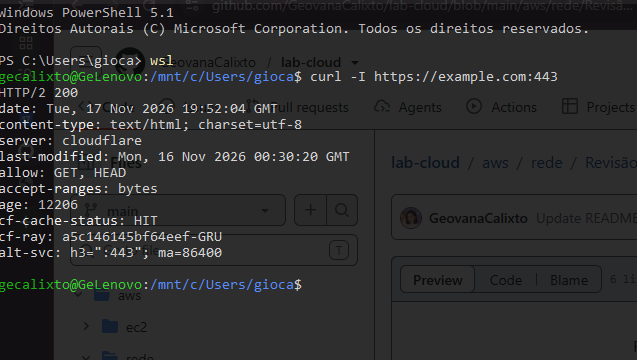 github.com/GeovanaCalixto/lab-cloud/blob/main/aws/rede/Revisã
Windows PowerShell 5.1
Direitos Autorais (C) Microsoft Corporation. Todos os direitos reservados.
PS C:\Users\gioca> wsl
GeovanaCalixto / lab-cloud
gecalixto@GeLenovo:/mnt/c/Users/gioca$ curl -I https://example.com:443
HTTP/2 200
date: Tue, 17 Nov 2026 19:52:04 GMT
Pull requests
Agents
Actions
Projects
content-type: text/html; charset=utf-8
server: cloudflare
last-modified: Mon, 16 Nov 2026 00:30:20 GMT
Files
lab-cloud / aws / rede / Revisão
allow: GET, HEAD
accept-ranges: bytes
age: 12206
main
GeovanaCalixto Update README
cf-cache-status: HIT
cf-ray: a5c146145bf64eef-GRU
alt-svc: h3=":443"; ma=86400
T
Preview
Code
Blame
gecalixto@GeLenovo:/mnt/c/Users/gioca$
aws
ec2
rede